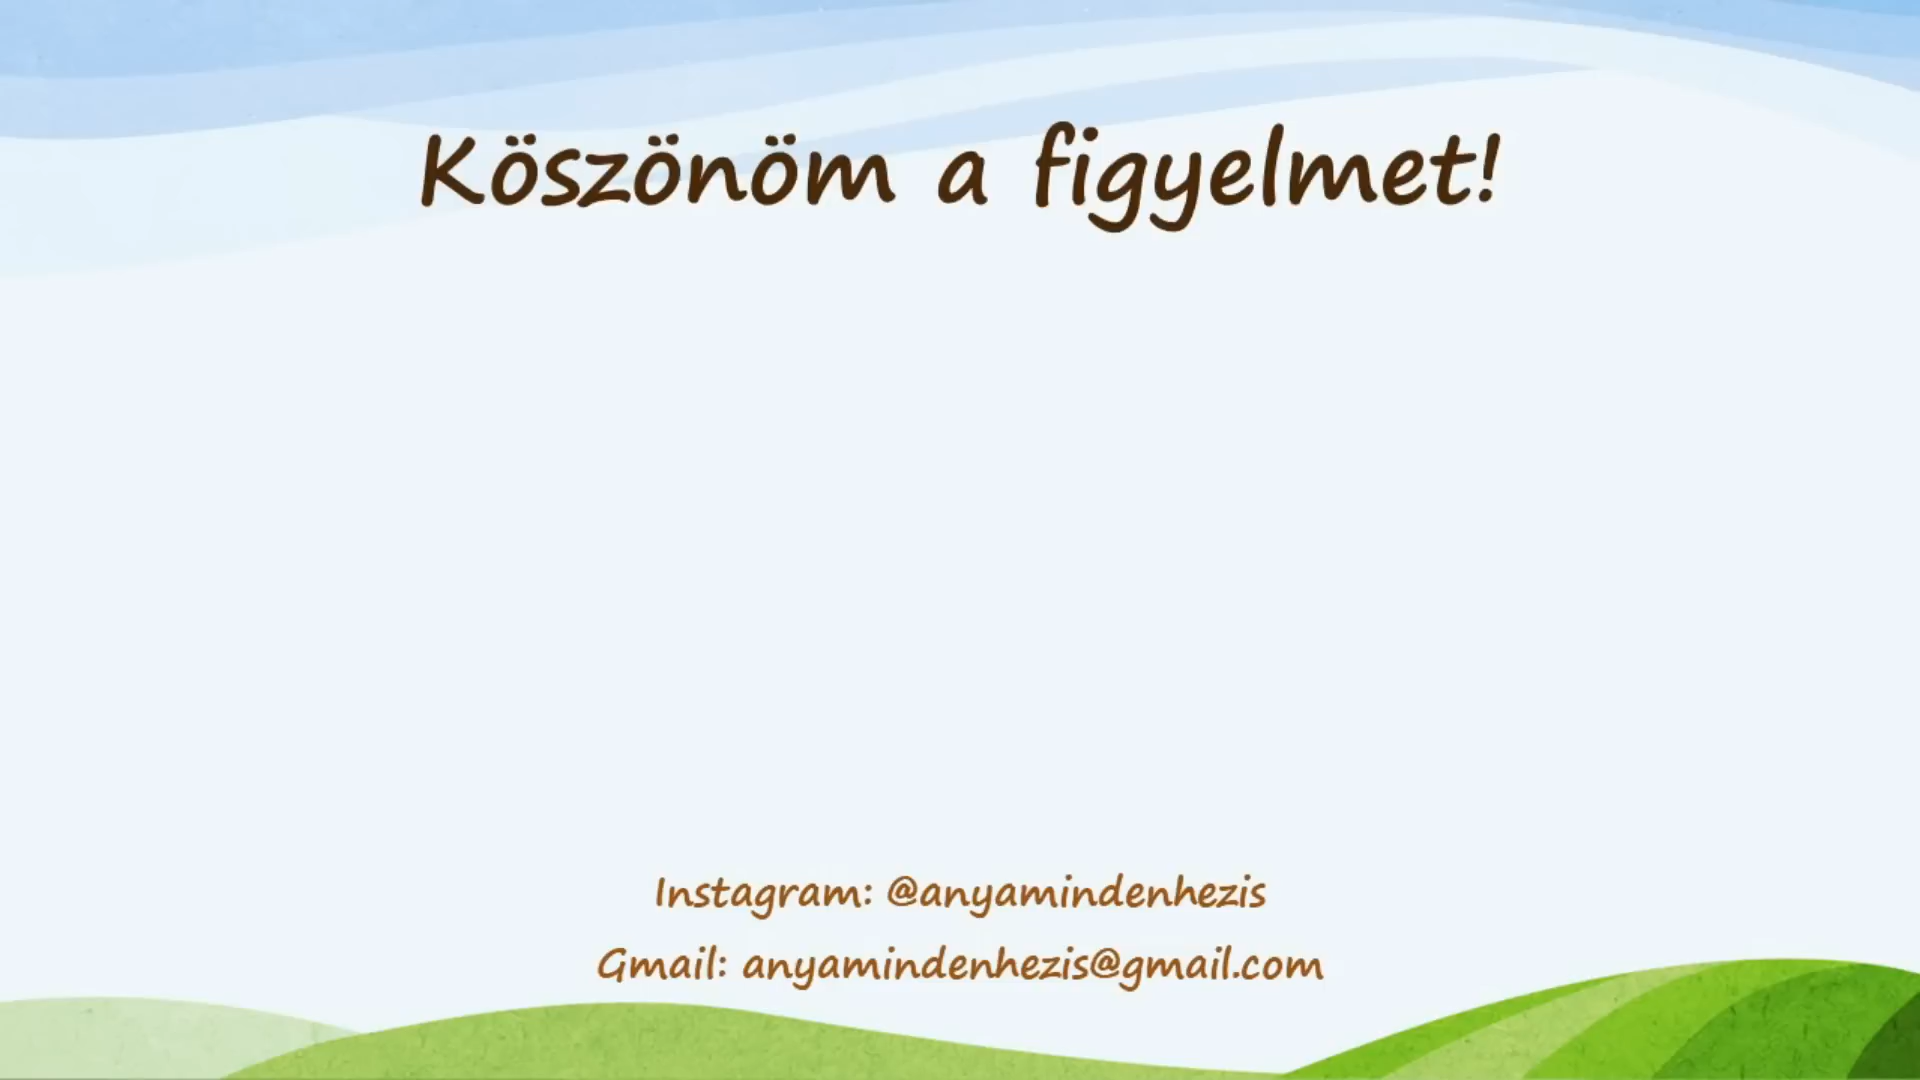 Köszönöm a figyelmet!
Instagram: @anyamindenhezis
Gmail: anyamindenhezis@gmail.com